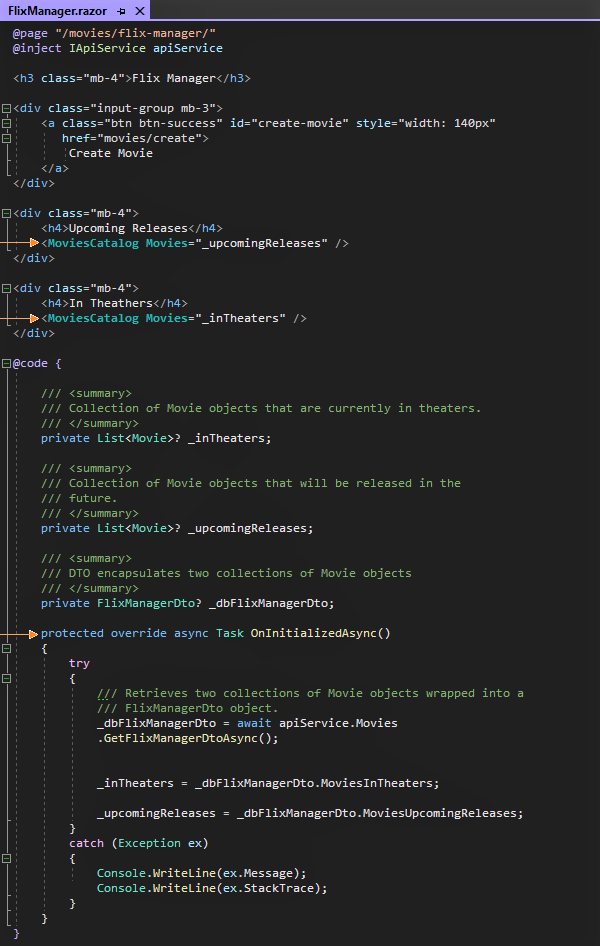 FlixManager.razor
@page "/movies/flix-manager/"
@inject IApiService apiService
<h3 class="mb-4">Flix Manager</h3>
<div class="input-group mb-3">
<a class="btn btn-success" id="create-movie" style="width: 140px"
href="movies/create">
Create Movie
</a>
</div>
<div class="mb-4">
<h4>Upcoming Releases</h4>
<MoviesCatalog Movies="_upcomingReleases" />
</div>
<div class="mb-4">
<h4>In Theathers</h4>
<MoviesCatalog Movies="_inTheaters" />
</div>
@code {
/// <summary>
/// Collection of Movie objects that are currently in theaters.
/// </summary>
private List<Movie>? _inTheaters;
/// <summary>
/// Collection of Movie objects that will be released in the
/// future.
/// </summary>
private List<Movie>? _upcomingReleases;
/// <summary>
/// DTO encapsulates two collections of Movie objects
/// </summary>
private FlixManagerDto? _dbFlixManagerDto;
protected override async Task OnInitializedAsync()
{
try
{
/// Retrieves two collections of Movie objects wrapped into a
/// FlixManagerDto object.
_dbFlixManagerDto = await apiService.Movies
.GetFlixManagerDtoAsync();
_inTheaters = _dbFlixManagerDto.MoviesInTheaters;
_upcomingReleases = _dbFlixManagerDto.MoviesUpcomingReleases;
}
catch (Exception ex)
{
Console.WriteLine(ex.Message);
Console.WriteLine(ex.StackTrace);
}
}
}